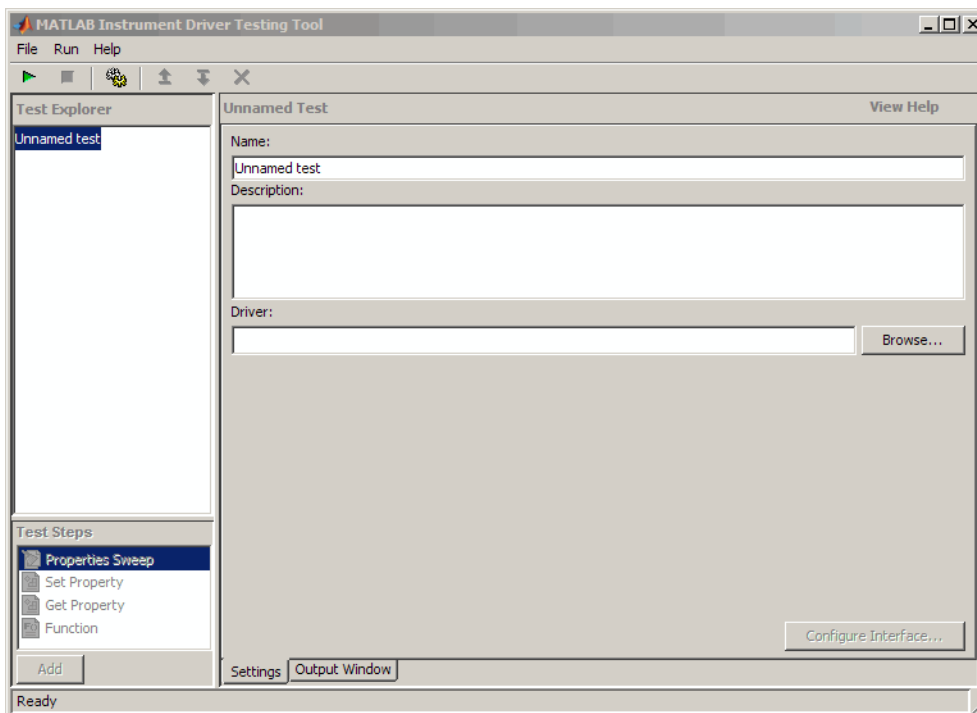 MATLAB Instrument Driver Testing Tool
File Run Help
Test Explorer
Unnamed test
Unnamed Test
View Help
Name:
Unnamed test
Description:
Driver:
Browse...
Test Steps
Properties Sweep
Set Property
Get Property
Function
Add
Configure Interface...
Settings
Output Window
Ready